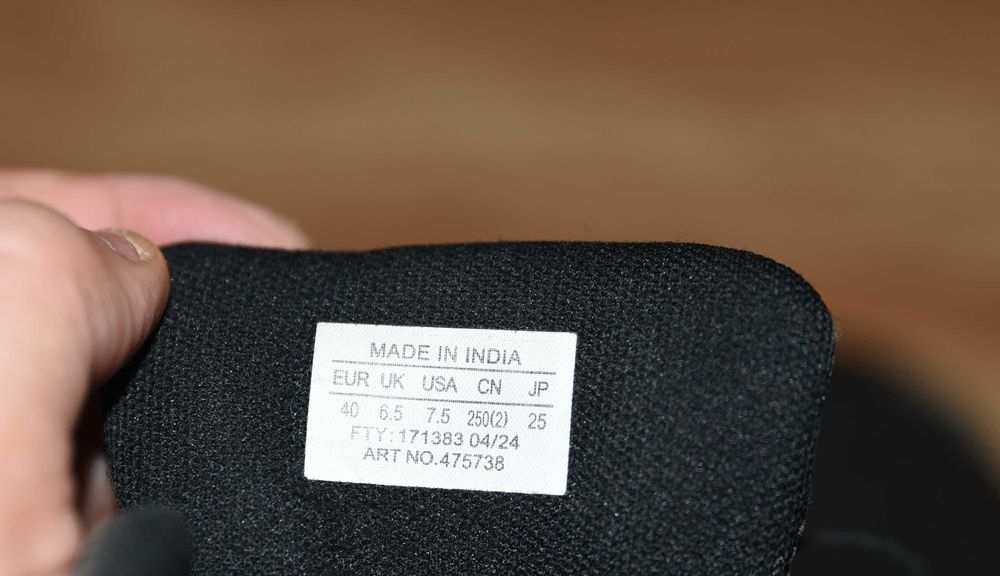 MADE IN INDIA
EUR UK USA CN JP
40 6.5 7.5 250(2) 25
FTY:171383 04/24
ART NO.475738